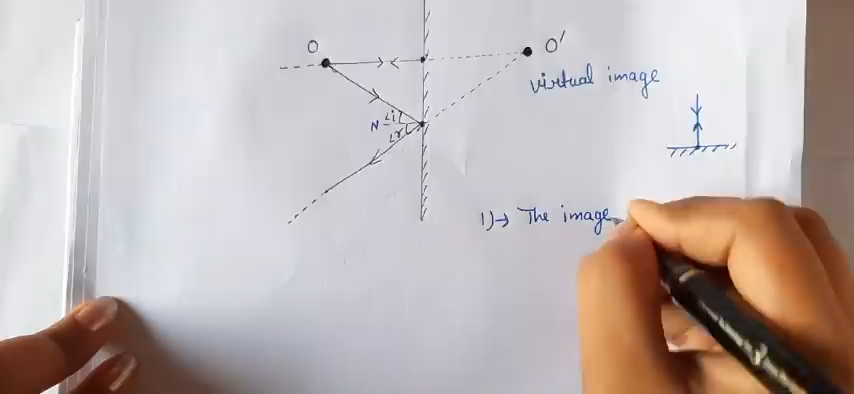 O O'
virtual image
N ∠i
∠r
1)→ The image